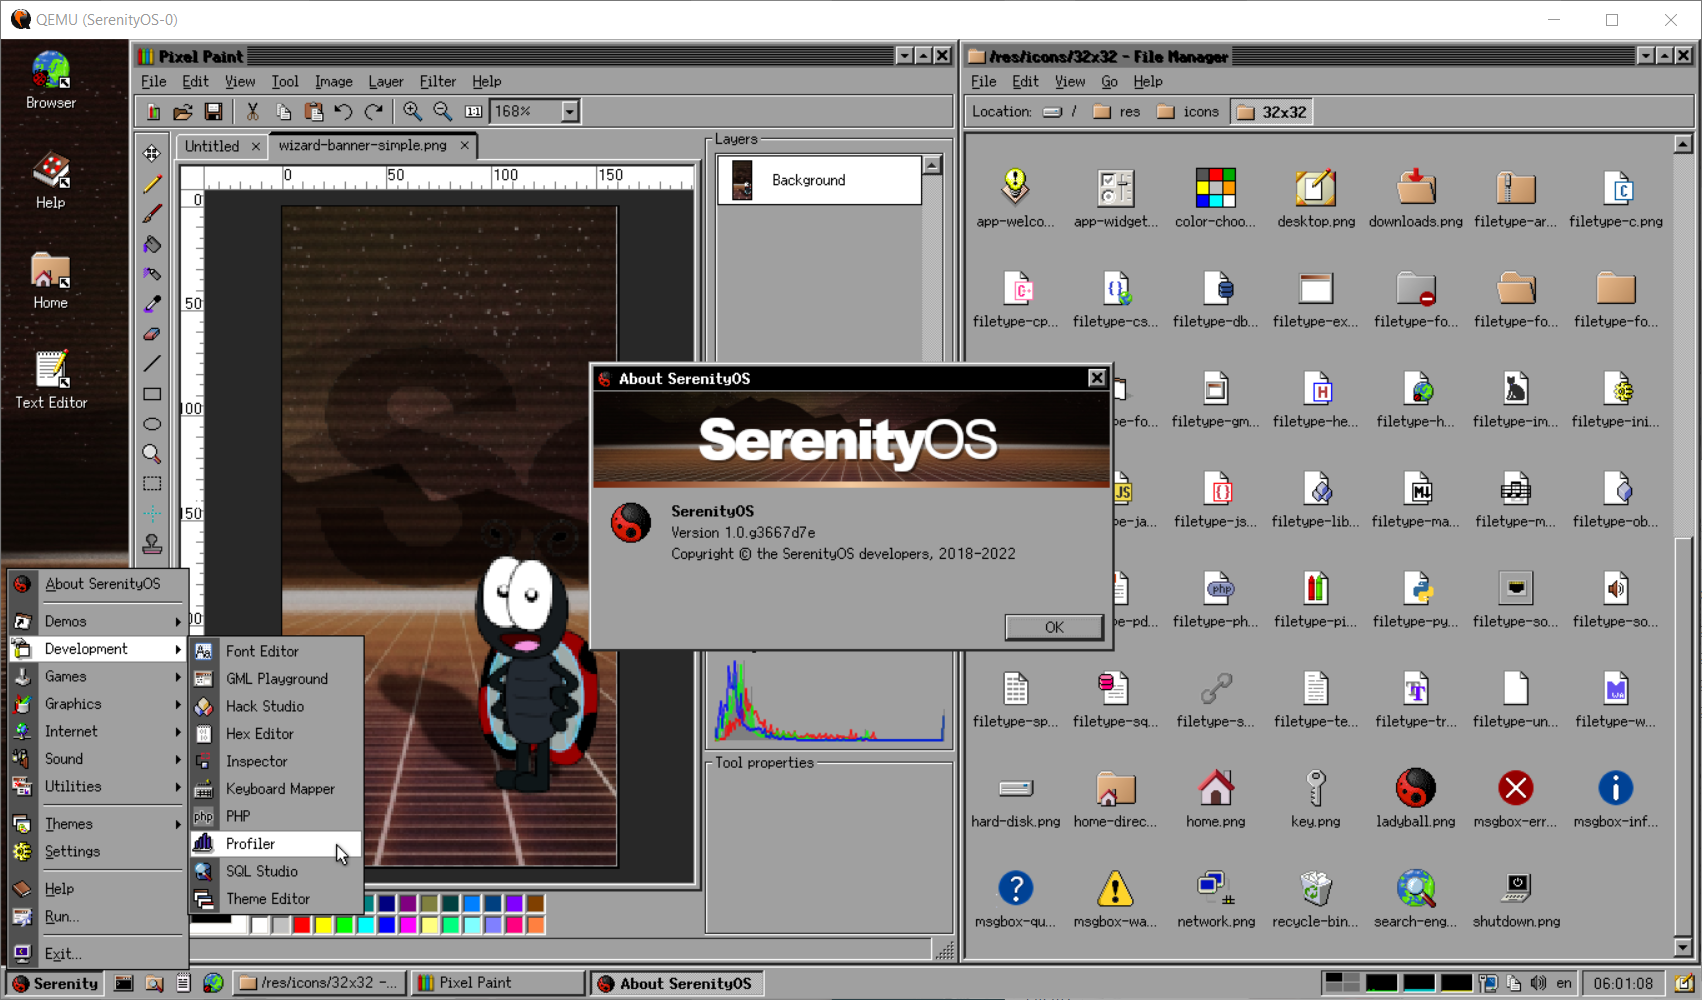 QEMU (SerenityOS-0)
Browser
Help
Home
Text Editor
Pixel Paint
File Edit View Tool Image Layer Filter Help
1:1 168%
Untitled
wizard-banner-simple.png
0 50 100 150
0
50
100
150
Layers
Background
Tool properties
/res/icons/32x32 - File Manager
File Edit View Go Help
Location: / res icons 32x32
app-welco... app-widget... color-choo... desktop.png downloads.png filetype-ar... filetype-c.png
filetype-cp... filetype-cs... filetype-db... filetype-ex... filetype-fo... filetype-fo... filetype-fo...
e-fo... filetype-gm... filetype-he... filetype-h... filetype-im... filetype-ini...
e-ja... filetype-js... filetype-lib... filetype-ma... filetype-m... filetype-ob...
e-pd... filetype-ph... filetype-pi... filetype-py... filetype-so... filetype-so...
filetype-sp... filetype-sq... filetype-s... filetype-te... filetype-tr... filetype-un... filetype-w...
hard-disk.png home-direc... home.png key.png ladyball.png msgbox-err... msgbox-inf...
msgbox-qu... msgbox-wa... network.png recycle-bin... search-eng... shutdown.png
About SerenityOS
SerenityOS
SerenityOS
Version 1.0.g3667d7e
Copyright © the SerenityOS developers, 2018-2022
OK
About SerenityOS
Demos
Development
Games
Graphics
Internet
Sound
Utilities
Themes
Settings
Help
Run...
Exit...
Font Editor
GML Playground
Hack Studio
Hex Editor
Inspector
Keyboard Mapper
php PHP
Profiler
SQL Studio
Theme Editor
Serenity
/res/icons/32x32 -...
Pixel Paint
About SerenityOS
en
06:01:08